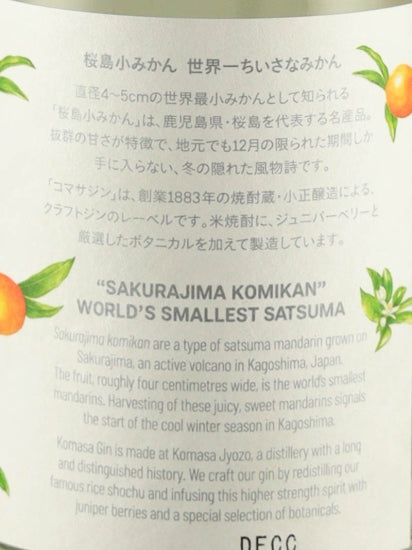 桜島小みかん 世界一ちいさなみかん
直径4~5cmの世界最小みかんとして知られる
「桜島小みかん」は、鹿児島県・桜島を代表する名産品。
抜群の甘さが特徴で、地元でも12月の限られた期間しか
手に入らない、冬の隠れた風物詩です。
「コマサジン」は、創業1883年の焼酎蔵・小正醸造による、
クラフトジンのレーベルです。米焼酎に、ジュニパーベリーと
厳選したボタニカルを加えて製造しています。
“SAKURAJIMA KOMIKAN”
WORLD'S SMALLEST SATSUMA
Sakurajima komikan are a type of satsuma mandarin grown on
Sakurajima, an active volcano in Kagoshima, Japan.
The fruit, roughly four centimetres wide, is the world's smallest
mandarins. Harvesting of these juicy, sweet mandarins signals
the start of the cool winter season in Kagoshima.
Komasa Gin is made at Komasa Jyozo, a distillery with a long
and distinguished history. We craft our gin by redistilling our
famous rice shochu and infusing this higher strength spirit with
juniper berries and a special selection of botanicals.